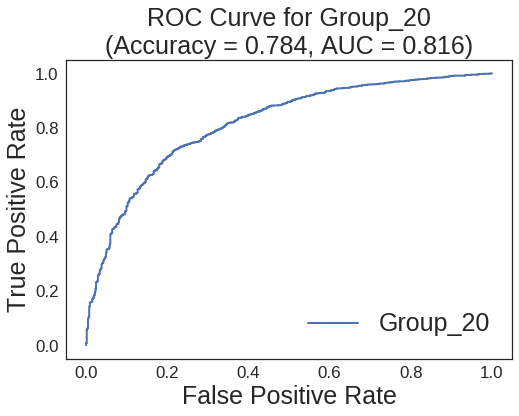 ROC Curve for Group_20
(Accuracy = 0.784, AUC = 0.816)
True Positive Rate
1.0
0.8
0.6
0.4
0.2
0.0
Group_20
0.0 0.2 0.4 0.6 0.8 1.0
False Positive Rate